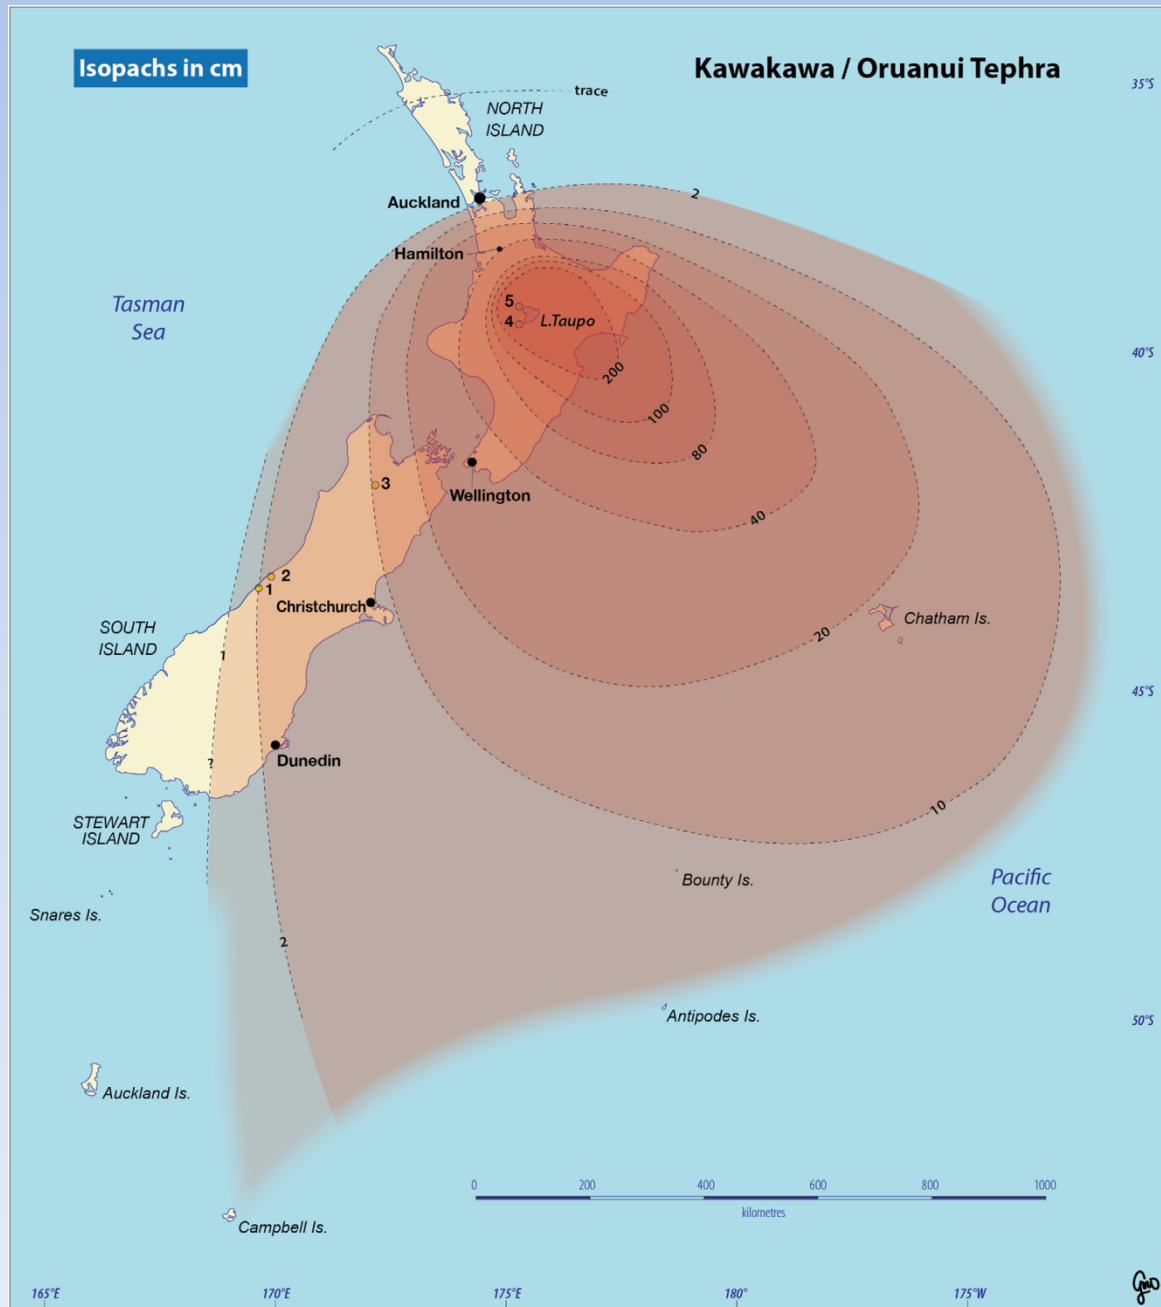 Isopachs in cm
Kawakawa / Oruanui Tephra
35°S
trace
NORTH
ISLAND
2
Auckland
Hamilton
Tasman
Sea
5
4
L.Taupo
40°S
200
100
80
3
Wellington
40
2
1
Christchurch
Chatham Is.
SOUTH
ISLAND
20
1
45°S
?
Dunedin
10
STEWART
ISLAND
Bounty Is.
Pacific
Ocean
Snares Is.
2
Antipodes Is.
50°S
Auckland Is.
0 200 400 600 800 1000
kilometres
Campbell Is.
165°E 170°E 175°E 180° 175°W